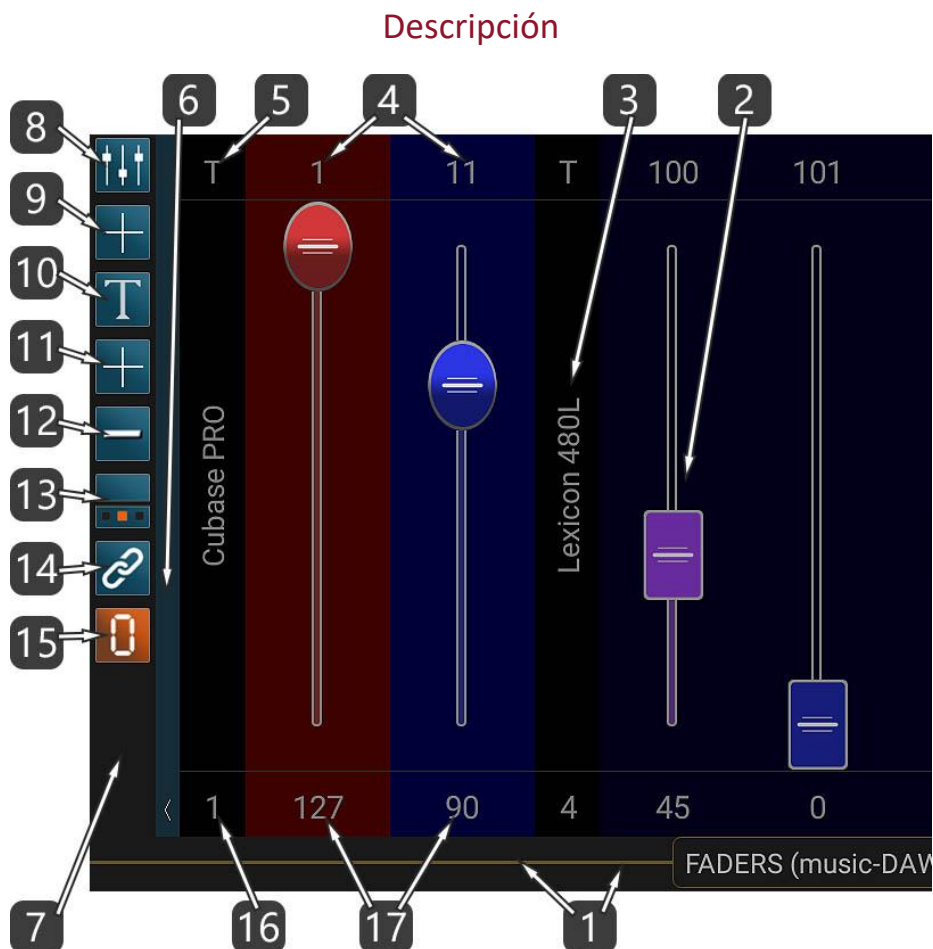 Descripción
6 5 4 3 2
8
T 1 11 T 100 101
9
10 T
11
12
13
14
15 0
Cubase PRO
Lexicon 480L
1 127 90 4 45 0
FADERS (music-DAW
7 16 17 1